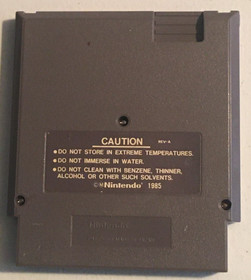 CAUTION REV-A
• DO NOT STORE IN EXTREME TEMPERATURES.
• DO NOT IMMERSE IN WATER.
• DO NOT CLEAN WITH BENZENE, THINNER,
ALCOHOL OR OTHER SUCH SOLVENTS.
©M Nintendo 1985